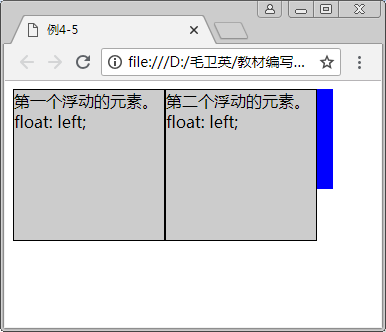 例4-5
file:///D:/毛卫英/教材编写...
第一个浮动的元素。
float: left;
第二个浮动的元素。
float: left;